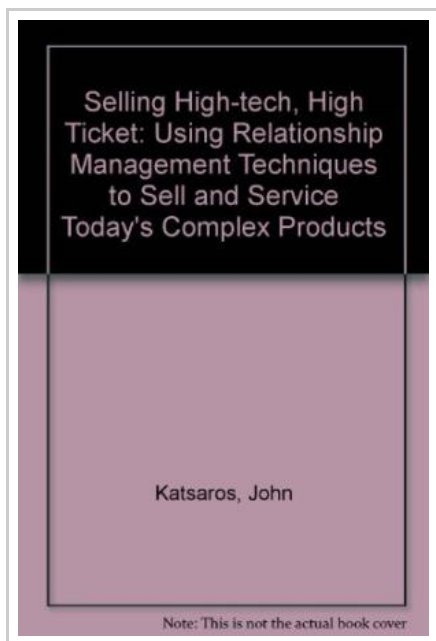 Selling High-tech, High
Ticket: Using Relationship
Management Techniques
to Sell and Service
Today's Complex Products
Katsaros, John
Note: This is not the actual book cover